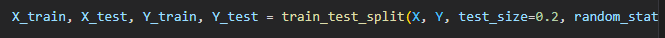 X_train, X_test, Y_train, Y_test = train_test_split(X, Y, test_size=0.2, random_stat